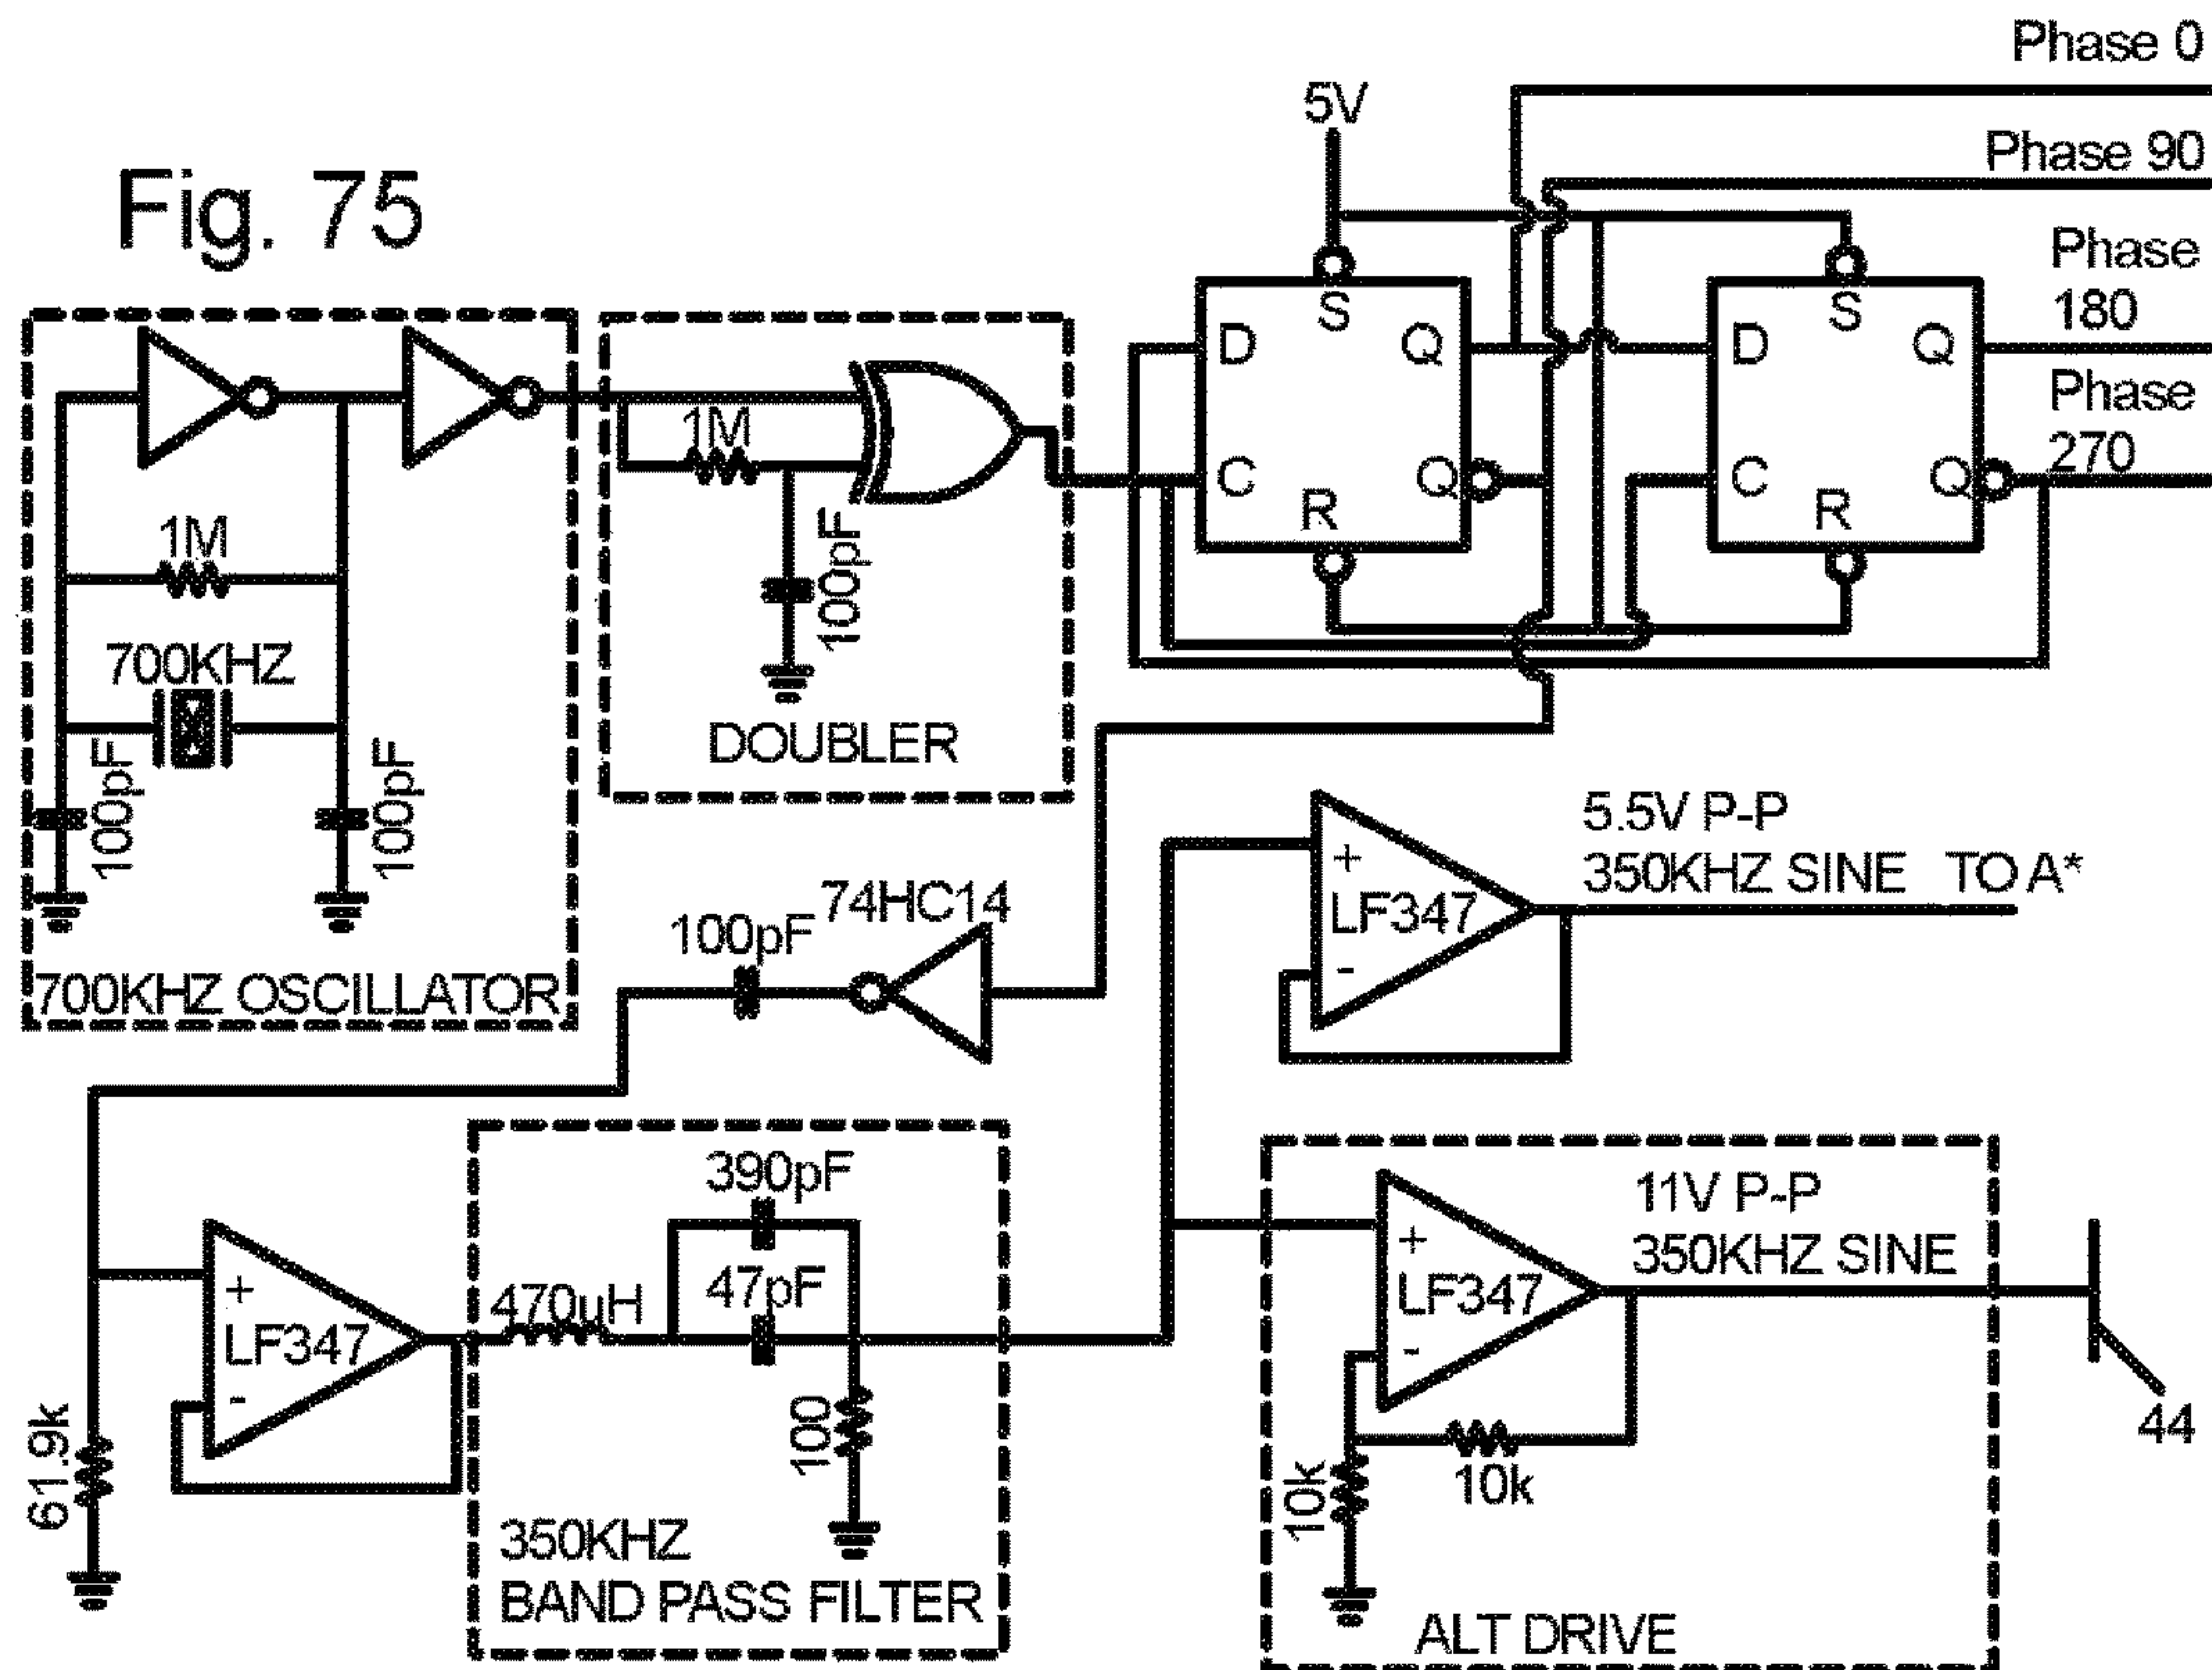 Fig. 75
Phase 0
5V
Phase 90
Phase
180
Phase
270
S
D
Q
C
Q
R
S
D
Q
C
Q
R
1M
700KHZ
100pF
100pF
700KHZ OSCILLATOR
1M
100pF
DOUBLER
74HC14
100pF
+
LF347
-
5.5V P-P
350KHZ SINE TO A*
61.9k
+
LF347
-
470µH
390pF
47pF
100
350KHZ
BAND PASS FILTER
+
LF347
-
11V P-P
350KHZ SINE
10k
10k
ALT DRIVE
44